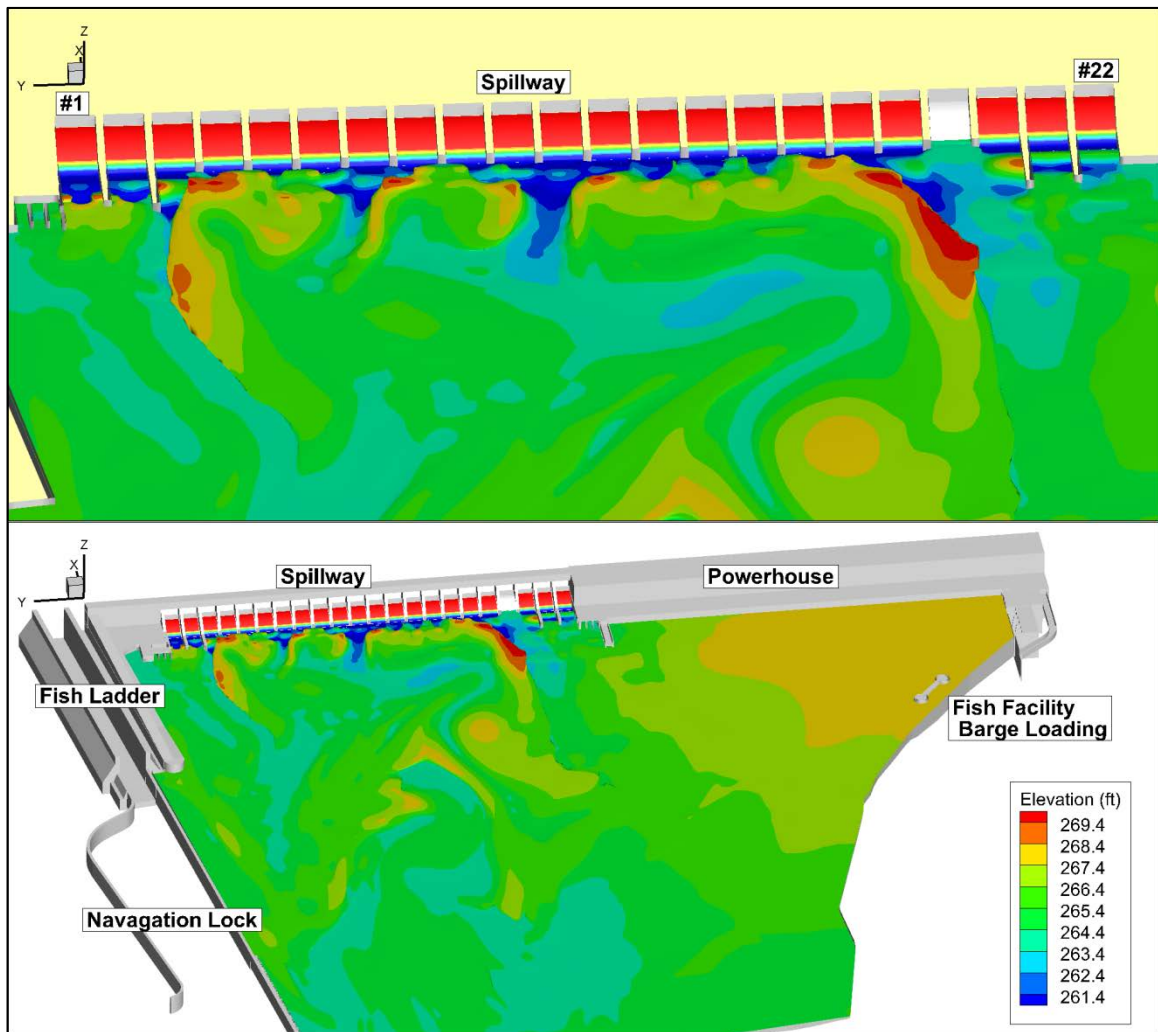 Z
X
Y
#1
Spillway
#22
Z
X
Y
Spillway
Powerhouse
Fish Ladder
Fish Facility
Barge Loading
Navagation Lock
Elevation (ft)
269.4
268.4
267.4
266.4
265.4
264.4
263.4
262.4
261.4